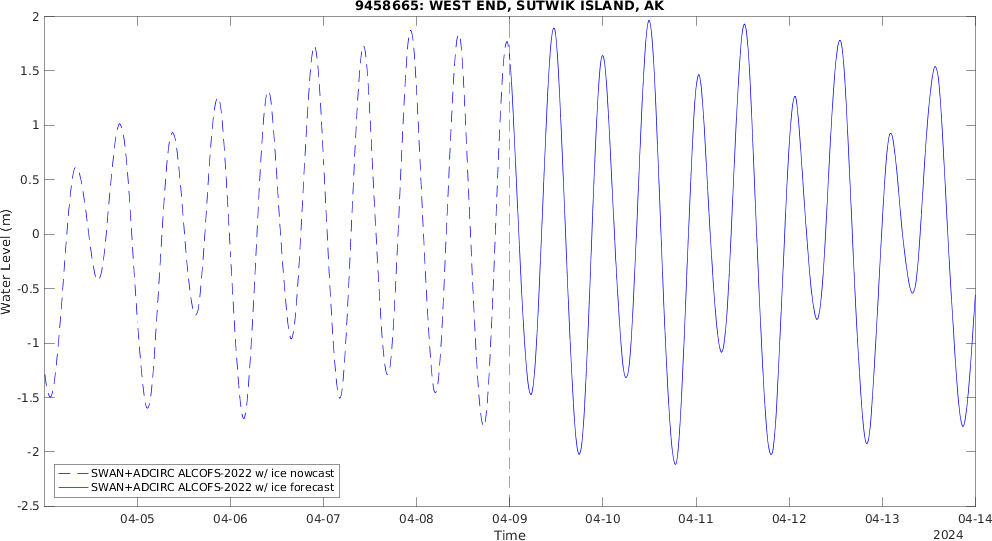 9458665: WEST END, SUTWIK ISLAND, AK
2
1.5
1
0.5
0
-0.5
-1
-1.5
-2
-2.5
Water Level (m)
SWAN+ADCIRC ALCOFS-2022 w/ ice nowcast
SWAN+ADCIRC ALCOFS-2022 w/ ice forecast
04-05 04-06 04-07 04-08 04-09 04-10 04-11 04-12 04-13 04-14
Time
2024